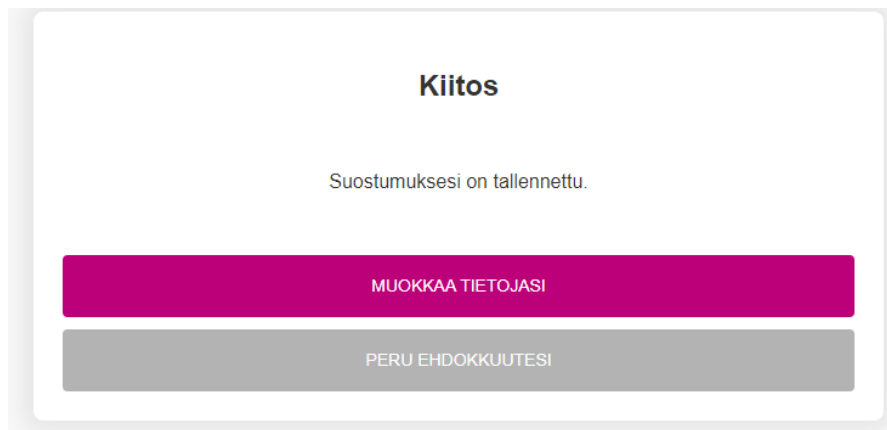 Kiitos
Suostumuksesi on tallennettu.
MUOKKAA TIETOJASI
PERU EHDOKKUUTESI